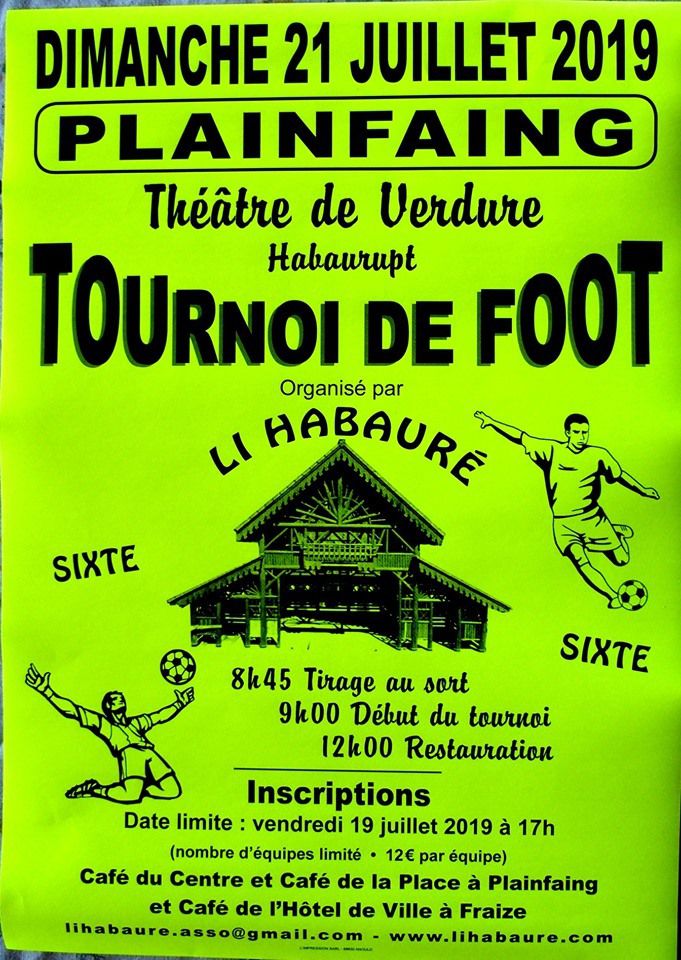 DIMANCHE 21 JUILLET 2019
PLAINFAING
Théâtre de Verdure
Habaurupt
TOURNOI DE FOOT
Organisé par
LI HABAURÉ
SIXTE
SIXTE
8h45 Tirage au sort
9h00 Début du tournoi
12h00 Restauration
Inscriptions
Date limite : vendredi 19 juillet 2019 à 17h
(nombre d'équipes limité • 12€ par équipe)
Café du Centre et Café de la Place à Plainfaing
et Café de l'Hôtel de Ville à Fraize
lihabaure.asso@gmail.com - www.lihabaure.com